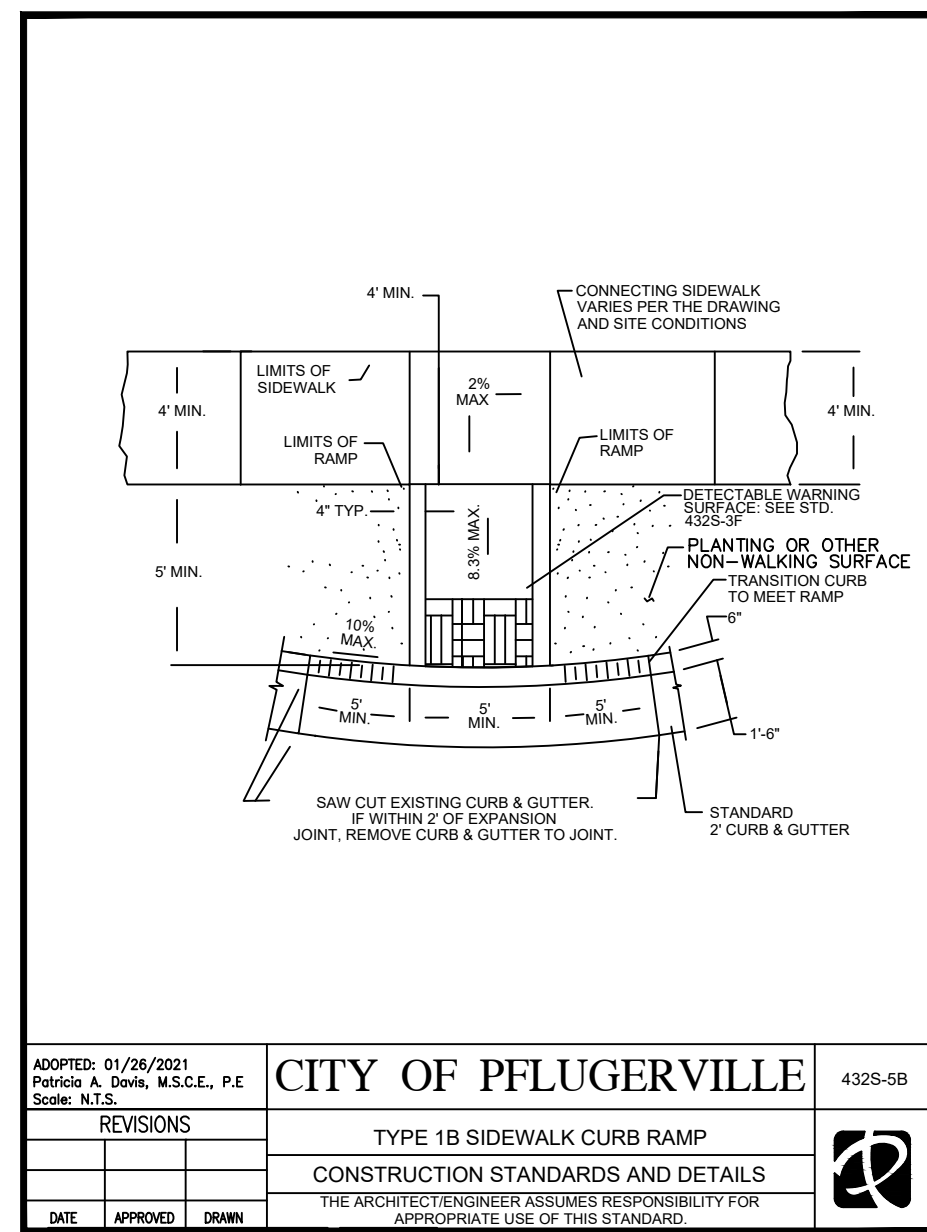 4' MIN.
CONNECTING SIDEWALK
VARIES PER THE DRAWING
AND SITE CONDITIONS
LIMITS OF
SIDEWALK
2%
MAX
4' MIN.
4' MIN.
LIMITS OF
RAMP
LIMITS OF
RAMP
4" TYP.
8.3% MAX.
DETECTABLE WARNING
SURFACE: SEE STD.
432S-3F
PLANTING OR OTHER
NON-WALKING SURFACE
5' MIN.
TRANSITION CURB
TO MEET RAMP
10%
MAX.
6"
5'
MIN.
5'
MIN.
5'
MIN.
1'-6"
SAW CUT EXISTING CURB & GUTTER.
IF WITHIN 2' OF EXPANSION
JOINT, REMOVE CURB & GUTTER TO JOINT.
STANDARD
2' CURB & GUTTER
ADOPTED: 01/26/2021
Patricia A. Davis, M.S.C.E., P.E
Scale: N.T.S.
CITY OF PFLUGERVILLE
432S-5B
REVISIONS
DATE APPROVED DRAWN
TYPE 1B SIDEWALK CURB RAMP
CONSTRUCTION STANDARDS AND DETAILS
THE ARCHITECT/ENGINEER ASSUMES RESPONSIBILITY FOR
APPROPRIATE USE OF THIS STANDARD.